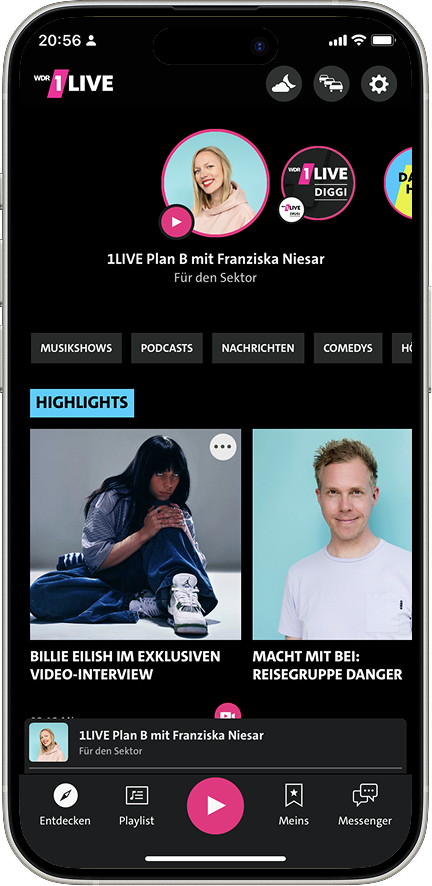 20:56
WDR 1LIVE
WDR 1LIVE
DIGGI
1LIVE
DIGGI
DA
H
1LIVE Plan B mit Franziska Niesar
Für den Sektor
MUSIKSHOWS PODCASTS NACHRICHTEN COMEDYS HÖ
HIGHLIGHTS
BILLIE EILISH IM EXKLUSIVEN
VIDEO-INTERVIEW
MACHT MIT BEI:
REISEGRUPPE DANGER
1LIVE Plan B mit Franziska Niesar
Für den Sektor
Entdecken Playlist Meins Messenger